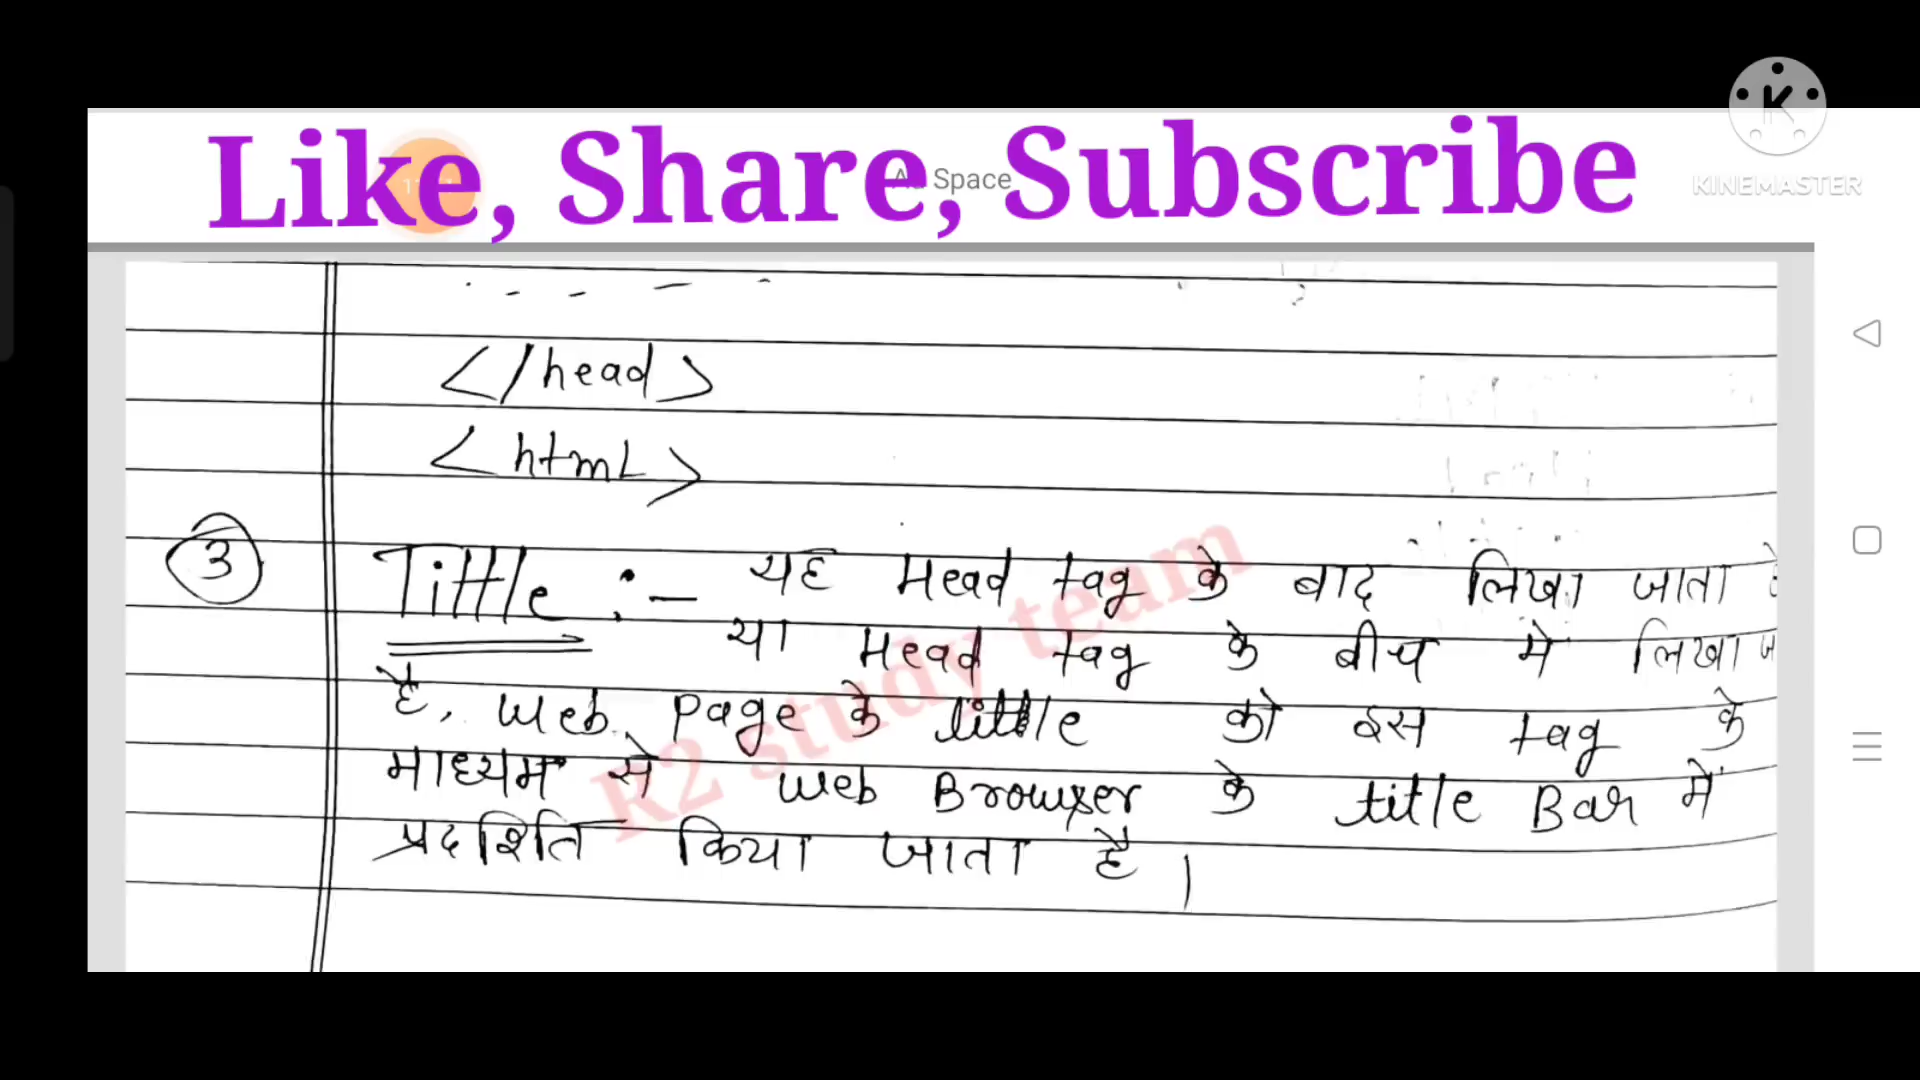 Like, Share, Subscribe
Space
KINEMASTER
</head>
<html>
3
Tittle :- यह Head tag के बाद लिखा जाता
या Head tag के बीच मे लिखा
है, web page के tittle को इस tag के
माध्यम से web Browser के title Bar में
प्रदर्शिति किया जाता है।
R2 study team